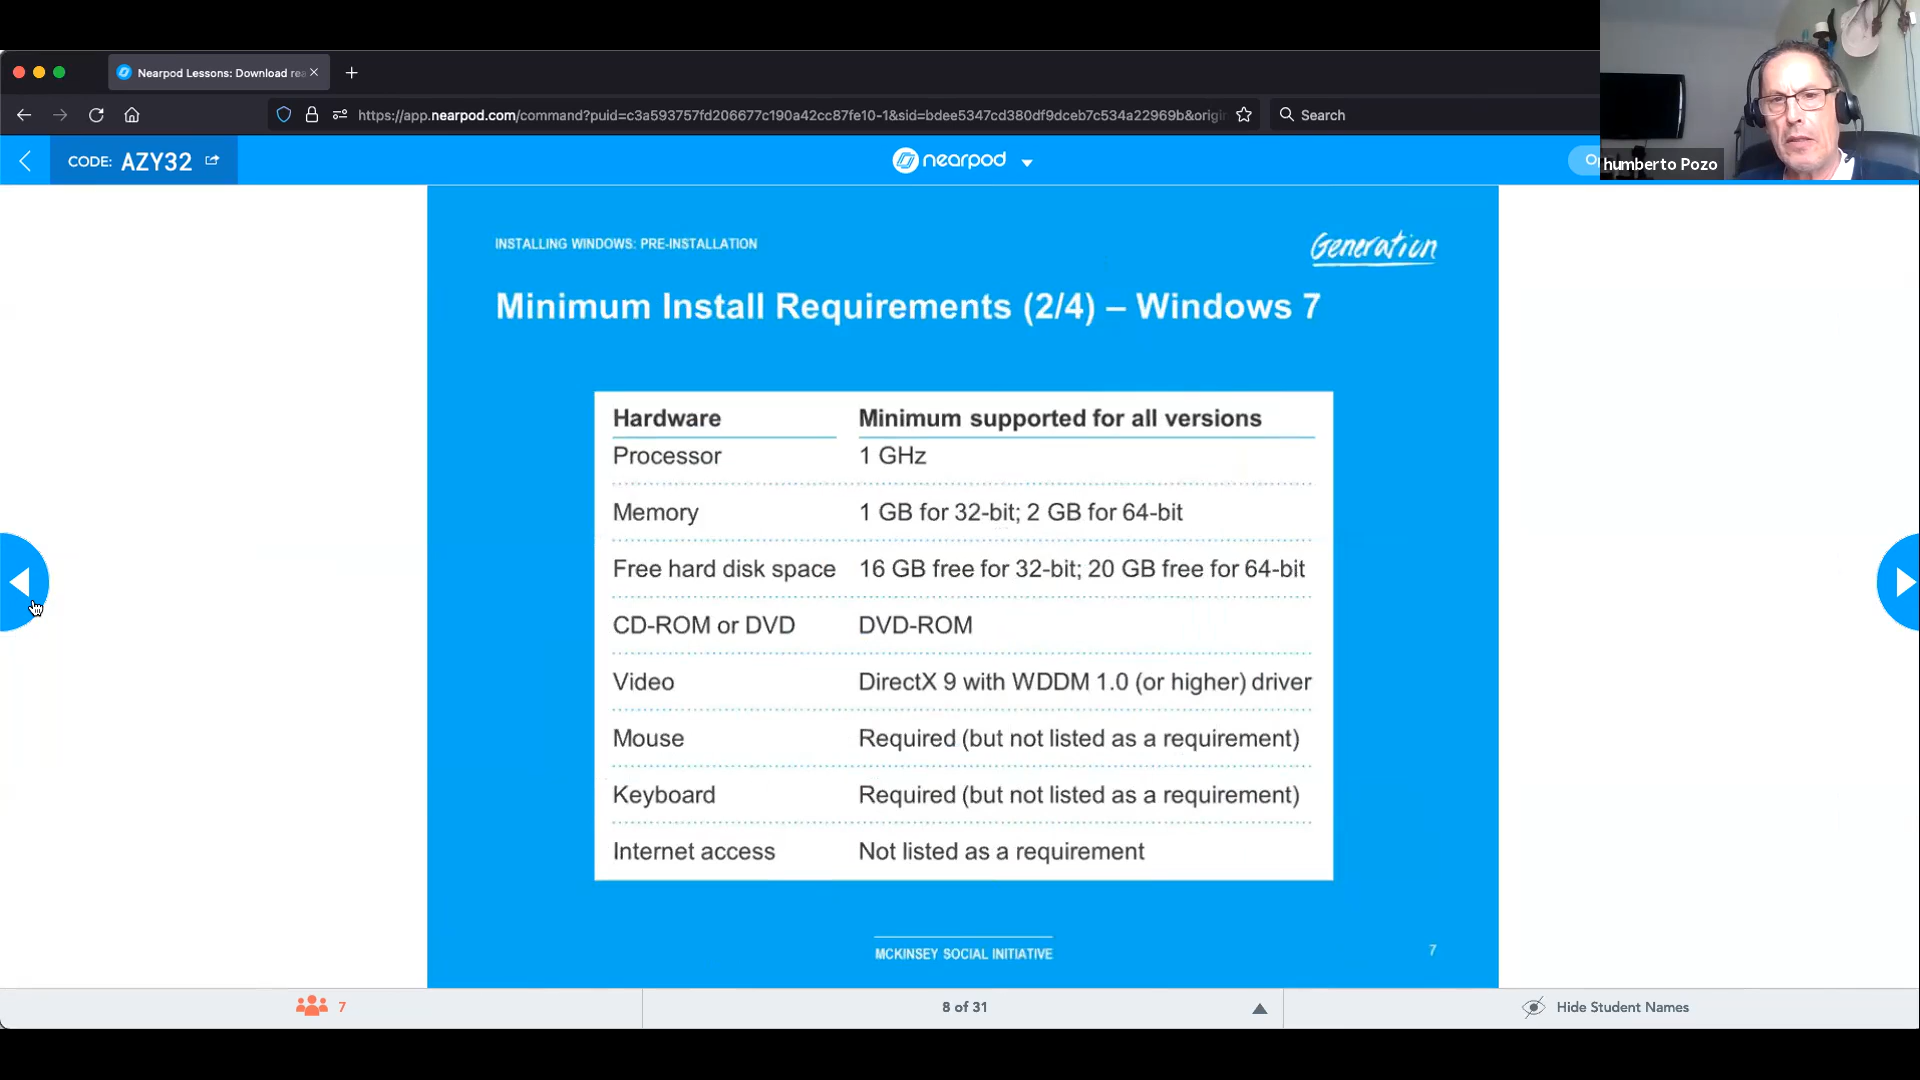 Nearpod Lessons: Download rea
https://app.nearpod.com/command?puid=c3a593757fd206677c190a42cc87fe10-1&sid=bdee5347cd380df9dceb7c534a22969b&origin
Search
CODE: AZY32
nearpod
humberto Pozo
INSTALLING WINDOWS: PRE-INSTALLATION
Generation
Minimum Install Requirements (2/4) – Windows 7
Hardware Minimum supported for all versions
Processor 1 GHz
Memory 1 GB for 32-bit; 2 GB for 64-bit
Free hard disk space 16 GB free for 32-bit; 20 GB free for 64-bit
CD-ROM or DVD DVD-ROM
Video DirectX 9 with WDDM 1.0 (or higher) driver
Mouse Required (but not listed as a requirement)
Keyboard Required (but not listed as a requirement)
Internet access Not listed as a requirement
MCKINSEY SOCIAL INITIATIVE
7
7
8 of 31
Hide Student Names